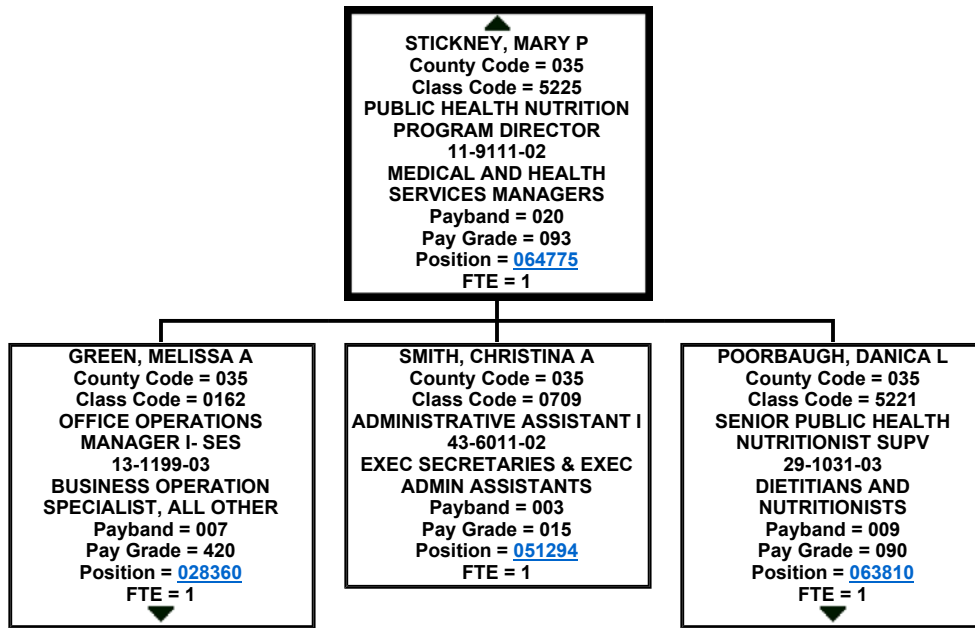 STICKNEY, MARY P
County Code = 035
Class Code = 5225
PUBLIC HEALTH NUTRITION
PROGRAM DIRECTOR
11-9111-02
MEDICAL AND HEALTH
SERVICES MANAGERS
Payband = 020
Pay Grade = 093
Position = 064775
FTE = 1
GREEN, MELISSA A
County Code = 035
Class Code = 0162
OFFICE OPERATIONS
MANAGER I- SES
13-1199-03
BUSINESS OPERATION
SPECIALIST, ALL OTHER
Payband = 007
Pay Grade = 420
Position = 028360
FTE = 1
SMITH, CHRISTINA A
County Code = 035
Class Code = 0709
ADMINISTRATIVE ASSISTANT I
43-6011-02
EXEC SECRETARIES & EXEC
ADMIN ASSISTANTS
Payband = 003
Pay Grade = 015
Position = 051294
FTE = 1
POORBAUGH, DANICA L
County Code = 035
Class Code = 5221
SENIOR PUBLIC HEALTH
NUTRITIONIST SUPV
29-1031-03
DIETITIANS AND
NUTRITIONISTS
Payband = 009
Pay Grade = 090
Position = 063810
FTE = 1